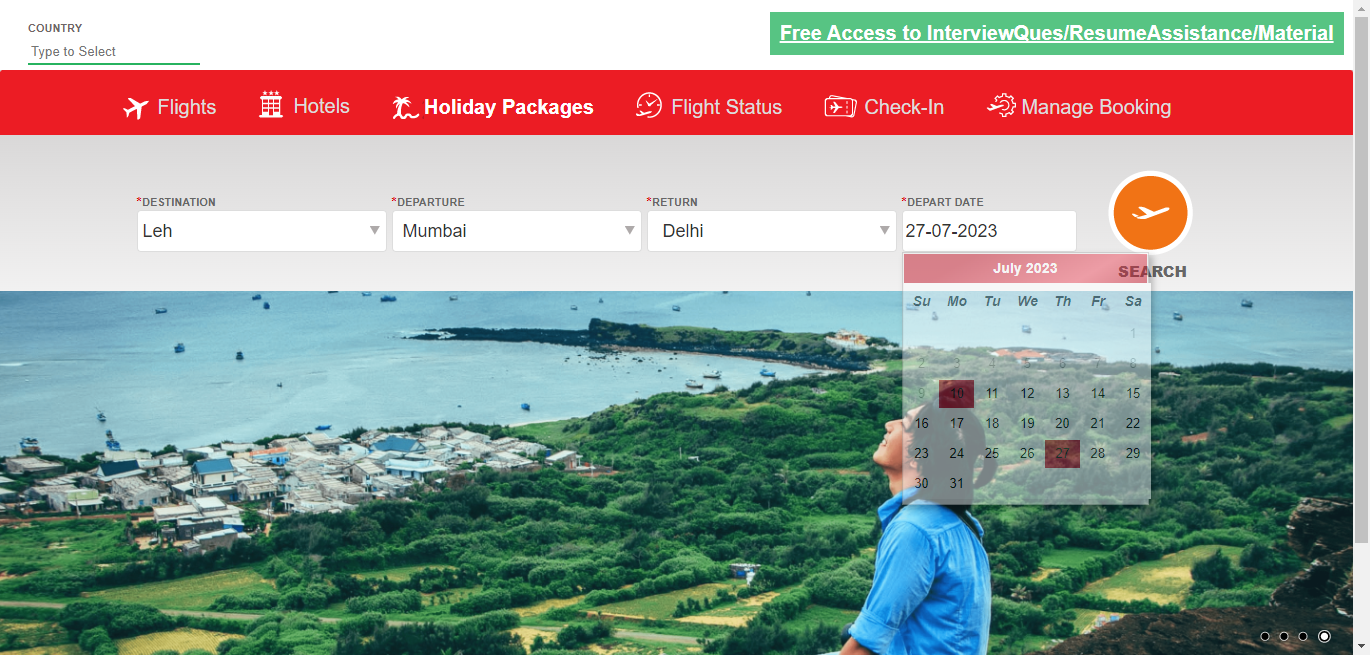 COUNTRY
Type to Select
Free Access to InterviewQues/ResumeAssistance/Material
Flights Hotels Holiday Packages Flight Status Check-In Manage Booking
*DESTINATION *DEPARTURE *RETURN *DEPART DATE
Leh Mumbai Delhi 27-07-2023
SEARCH
July 2023
Su Mo Tu We Th Fr Sa
1
2 3 4 5 6 7 8
9 10 11 12 13 14 15
16 17 18 19 20 21 22
23 24 25 26 27 28 29
30 31